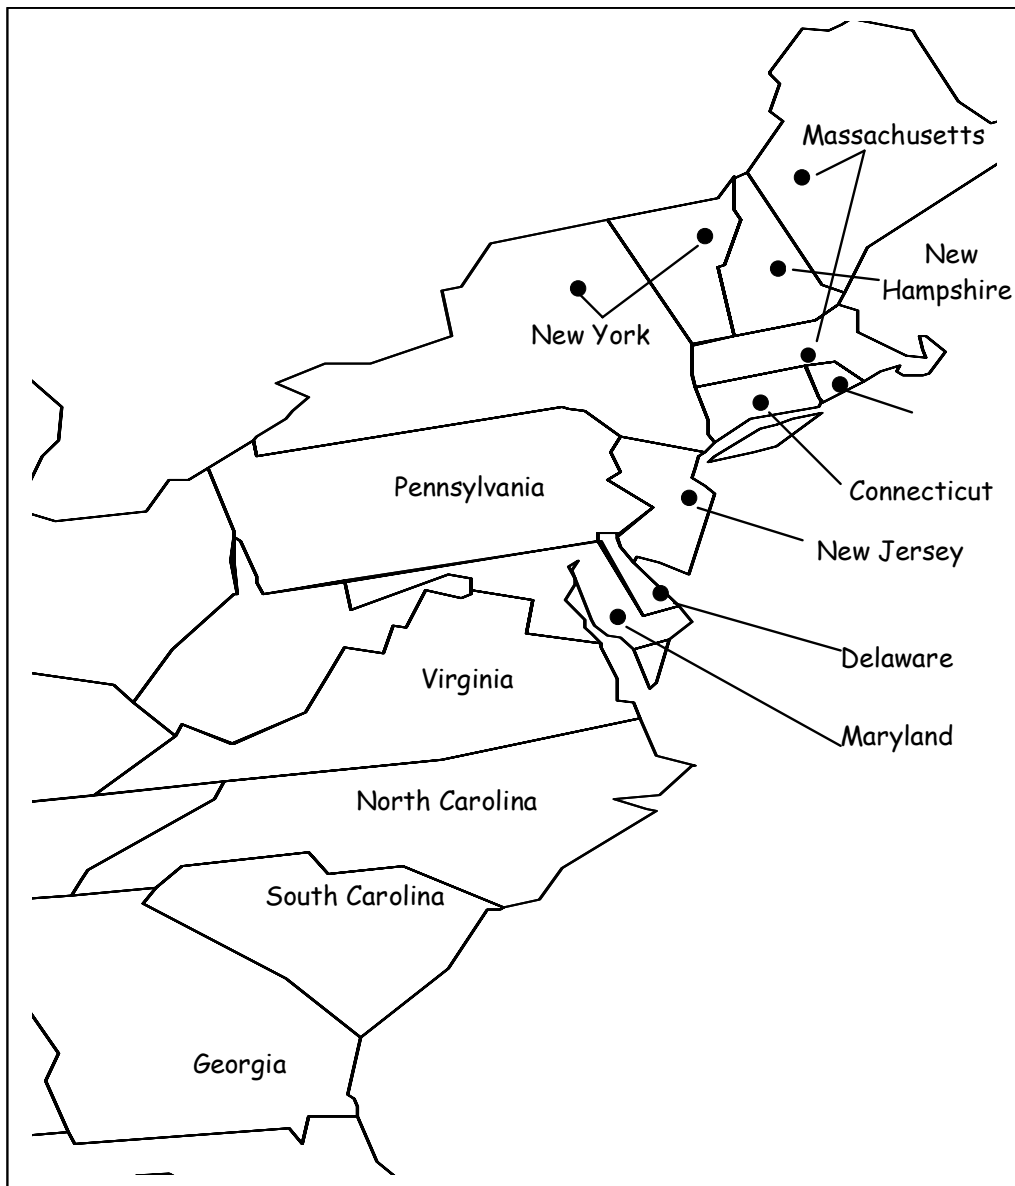 Massachusetts
New
Hampshire
New York
Pennsylvania
Connecticut
New Jersey
Delaware
Virginia
Maryland
North Carolina
South Carolina
Georgia